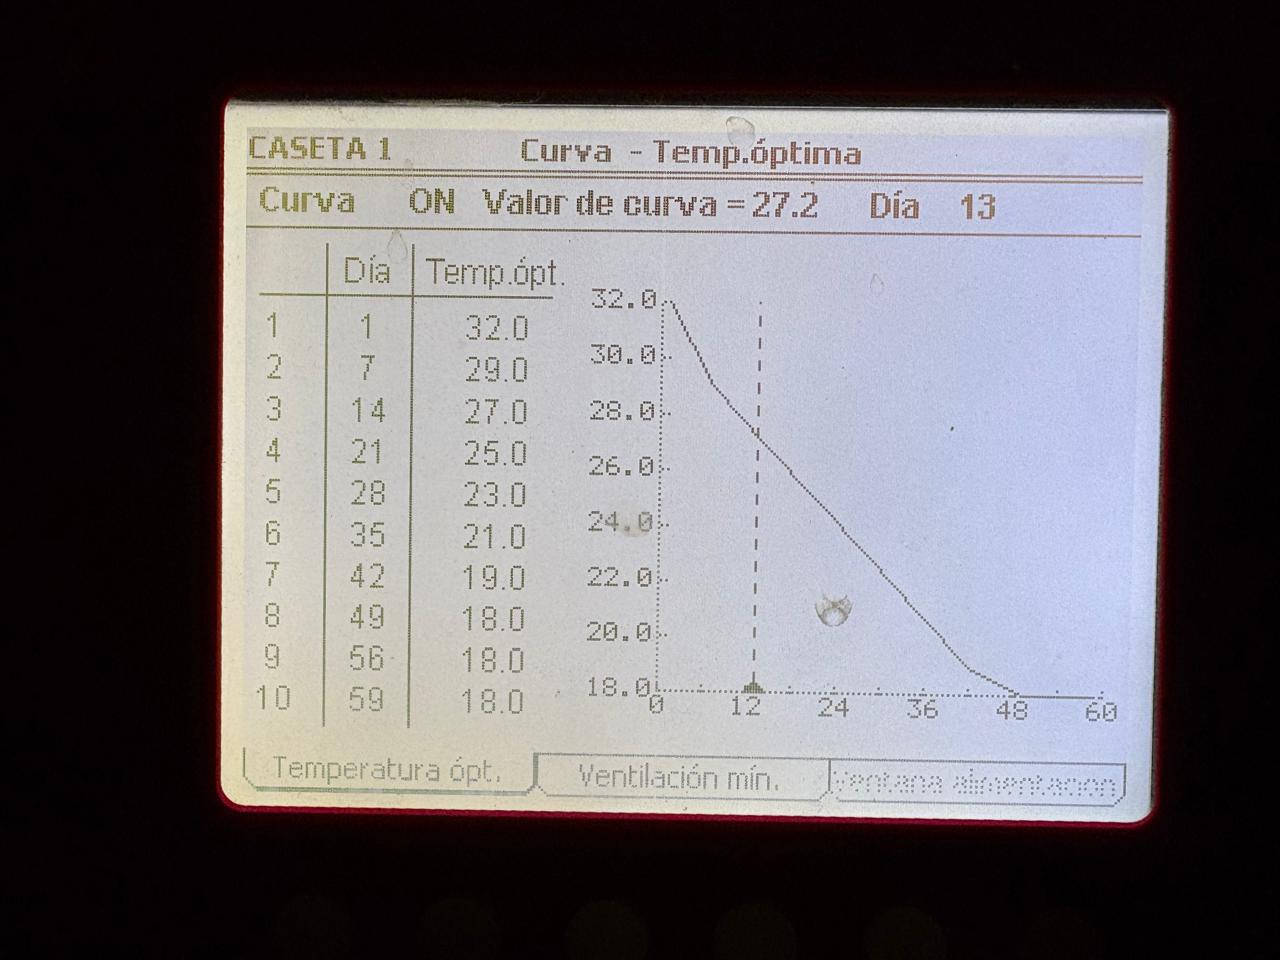 CASETA 1 Curva - Temp.óptima
Curva ON Valor de curva = 27.2 Día 13
Día Temp.ópt.
1 1 32.0
2 7 29.0
3 14 27.0
4 21 25.0
5 28 23.0
6 35 21.0
7 42 19.0
8 49 18.0
9 56 18.0
10 59 18.0
32.0
30.0
28.0
26.0
24.0
22.0
20.0
18.0
0 12 24 36 48 60
Temperatura ópt. Ventilación mín. Ventana alimentación